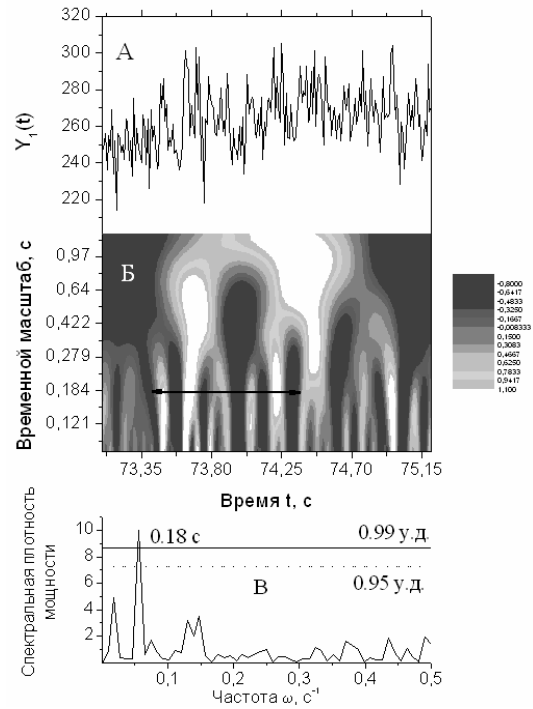 320
300
280
260
240
220
Y1(t)
А
Временной масштаб, с
0,97
0,64
0,422
0,279
0,184
0,121
Б
-0,8000
-0,6417
-0,4833
-0,3250
-0,1667
-0,008333
0,1500
0,3083
0,4667
0,6250
0,7833
0,9417
1,100
73,35 73,80 74,25 74,70 75,15
Время t, с
Спектральная плотность
мощности
10
8
6
4
2
0.18 с
0.99 у.д.
0.95 у.д.
В
0,1 0,2 0,3 0,4 0,5
Частота ω, с-1